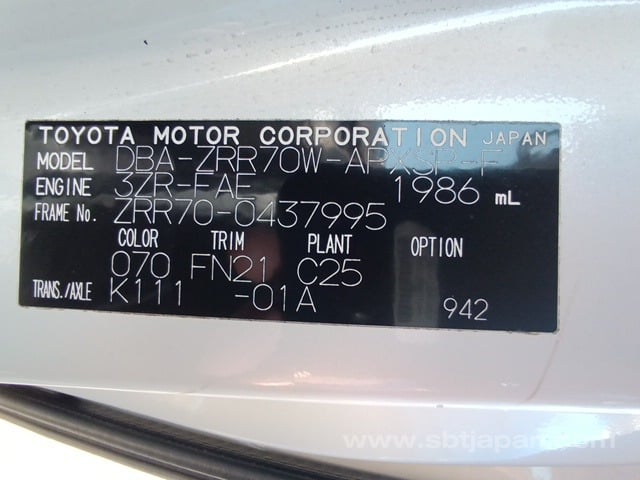 TOYOTA MOTOR CORPORATION JAPAN
MODEL DBA-ZRR70W-APXSP-F
ENGINE 3ZR-FAE 1986 mL
FRAME No. ZRR70-0437995
COLOR TRIM PLANT OPTION
070 FN21 C25
TRANS./AXLE K111 -01A 942
www.sbtjapan.com